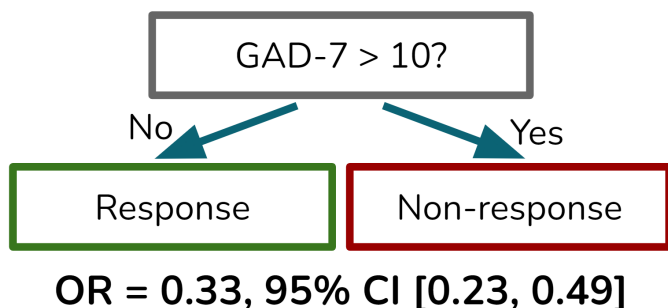 GAD-7 > 10?
No
Yes
Response
Non-response
OR = 0.33, 95% CI [0.23, 0.49]